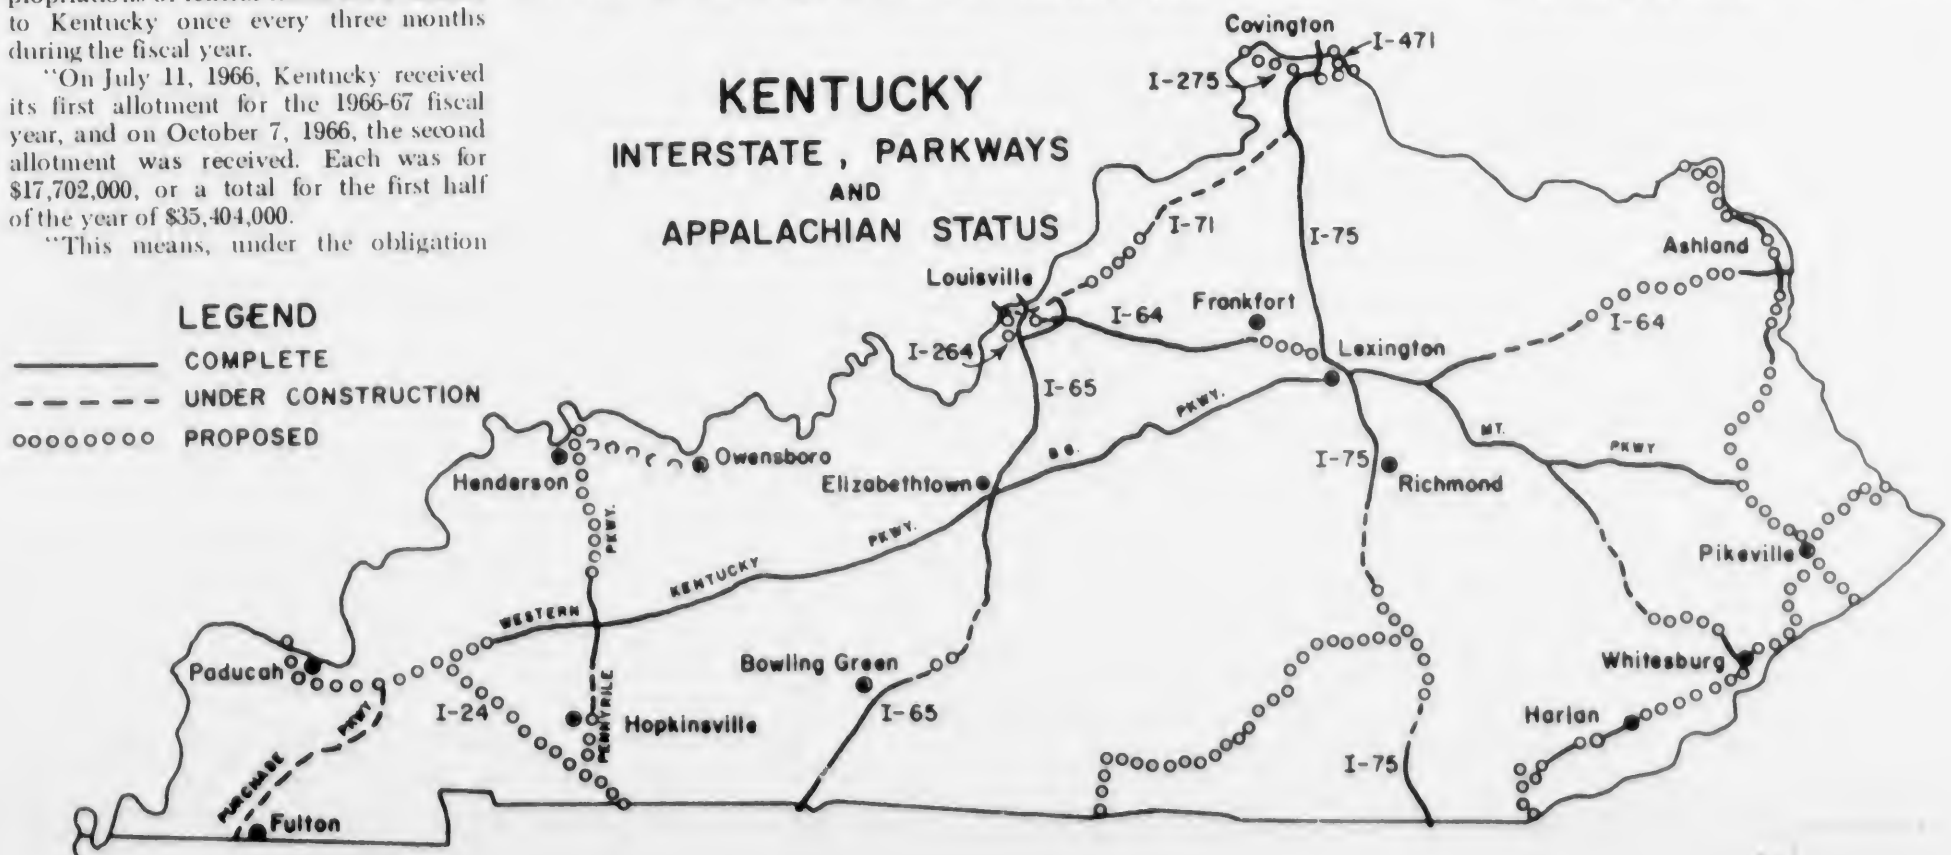 to Kentucky once every three months
during the fiscal year.
"On July 11, 1966, Kentucky received
its first allotment for the 1966-67 fiscal
year, and on October 7, 1966, the second
allotment was received. Each was for
$17,702,000, or a total for the first half
of the year of $35,404,000.
"This means, under the obligation
KENTUCKY
INTERSTATE, PARKWAYS
AND
APPALACHIAN STATUS
LEGEND
COMPLETE
UNDER CONSTRUCTION
PROPOSED
Covington
I-471
I-275
I-71
I-75
Ashland
Louisville
Frankfort
I-64
I-64
I-264
Lexington
I-65
PKWY.
MT.
PKWY
B G.
Owensboro
Henderson
Elizabethtown
I-75
Richmond
PKWY.
PKWY.
KENTUCKY
WESTERN
Pikeville
Paducah
Bowling Green
Whitesburg
PKWY
I-24
Hopkinsville
PENNYRILE
I-65
Harlan
PURCHASE
I-75
Fulton